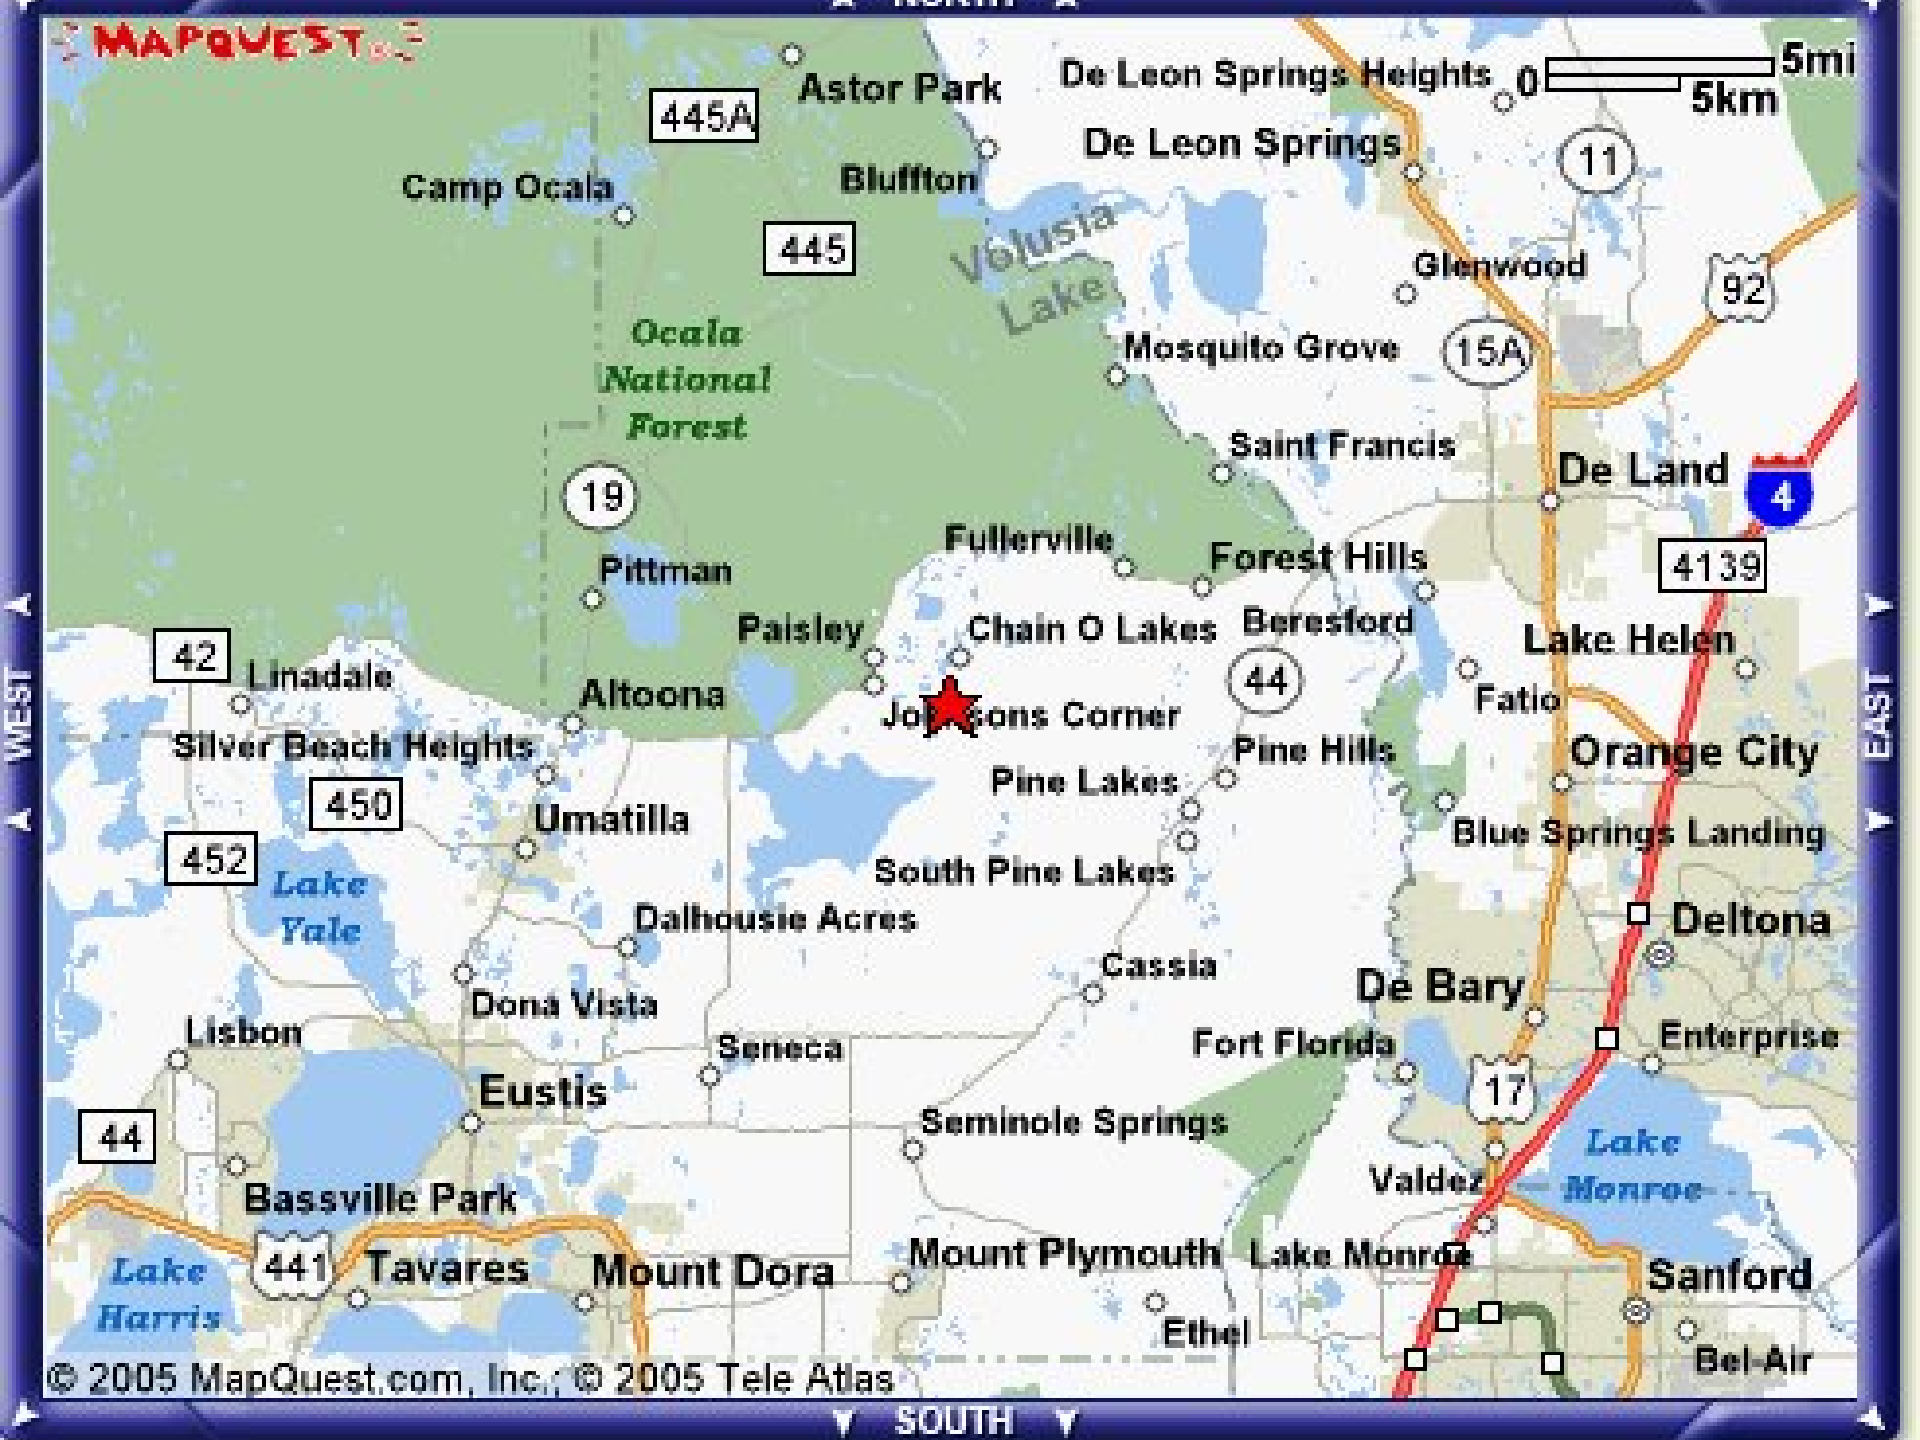 NORTH
MAPQUEST
Astor Park
De Leon Springs Heights
0
5mi
5km
445A
De Leon Springs
11
Bluffton
Camp Ocala
445
Volusia
Lake
Glenwood
92
Ocala
National
Forest
Mosquito Grove
15A
Saint Francis
De Land
4
19
Fullerville
Forest Hills
4139
Pittman
Paisley
Chain O Lakes
Beresford
Lake Helen
42
Linadale
Altoona
44
Fatio
WEST
EAST
Silver Beach Heights
Pine Hills
Orange City
Pine Lakes
450
Umatilla
Blue Springs Landing
452
Lake
Yale
South Pine Lakes
Dalhousie Acres
Deltona
Cassia
De Bary
Dona Vista
Lisbon
Seneca
Fort Florida
Enterprise
Eustis
17
44
Seminole Springs
Lake
Monroe
Valdez
Bassville Park
Mount Plymouth
Lake Monroe
441
Tavares
Mount Dora
Sanford
Lake
Harris
Ethel
Bel-Air
© 2005 MapQuest.com, Inc.; © 2005 Tele Atlas
SOUTH